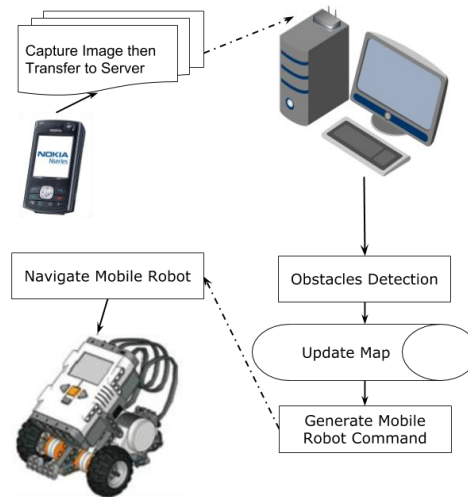 Capture Image then
Transfer to Server
NOKIA
Nseries
Navigate Mobile Robot
Obstacles Detection
Update Map
Generate Mobile
Robot Command